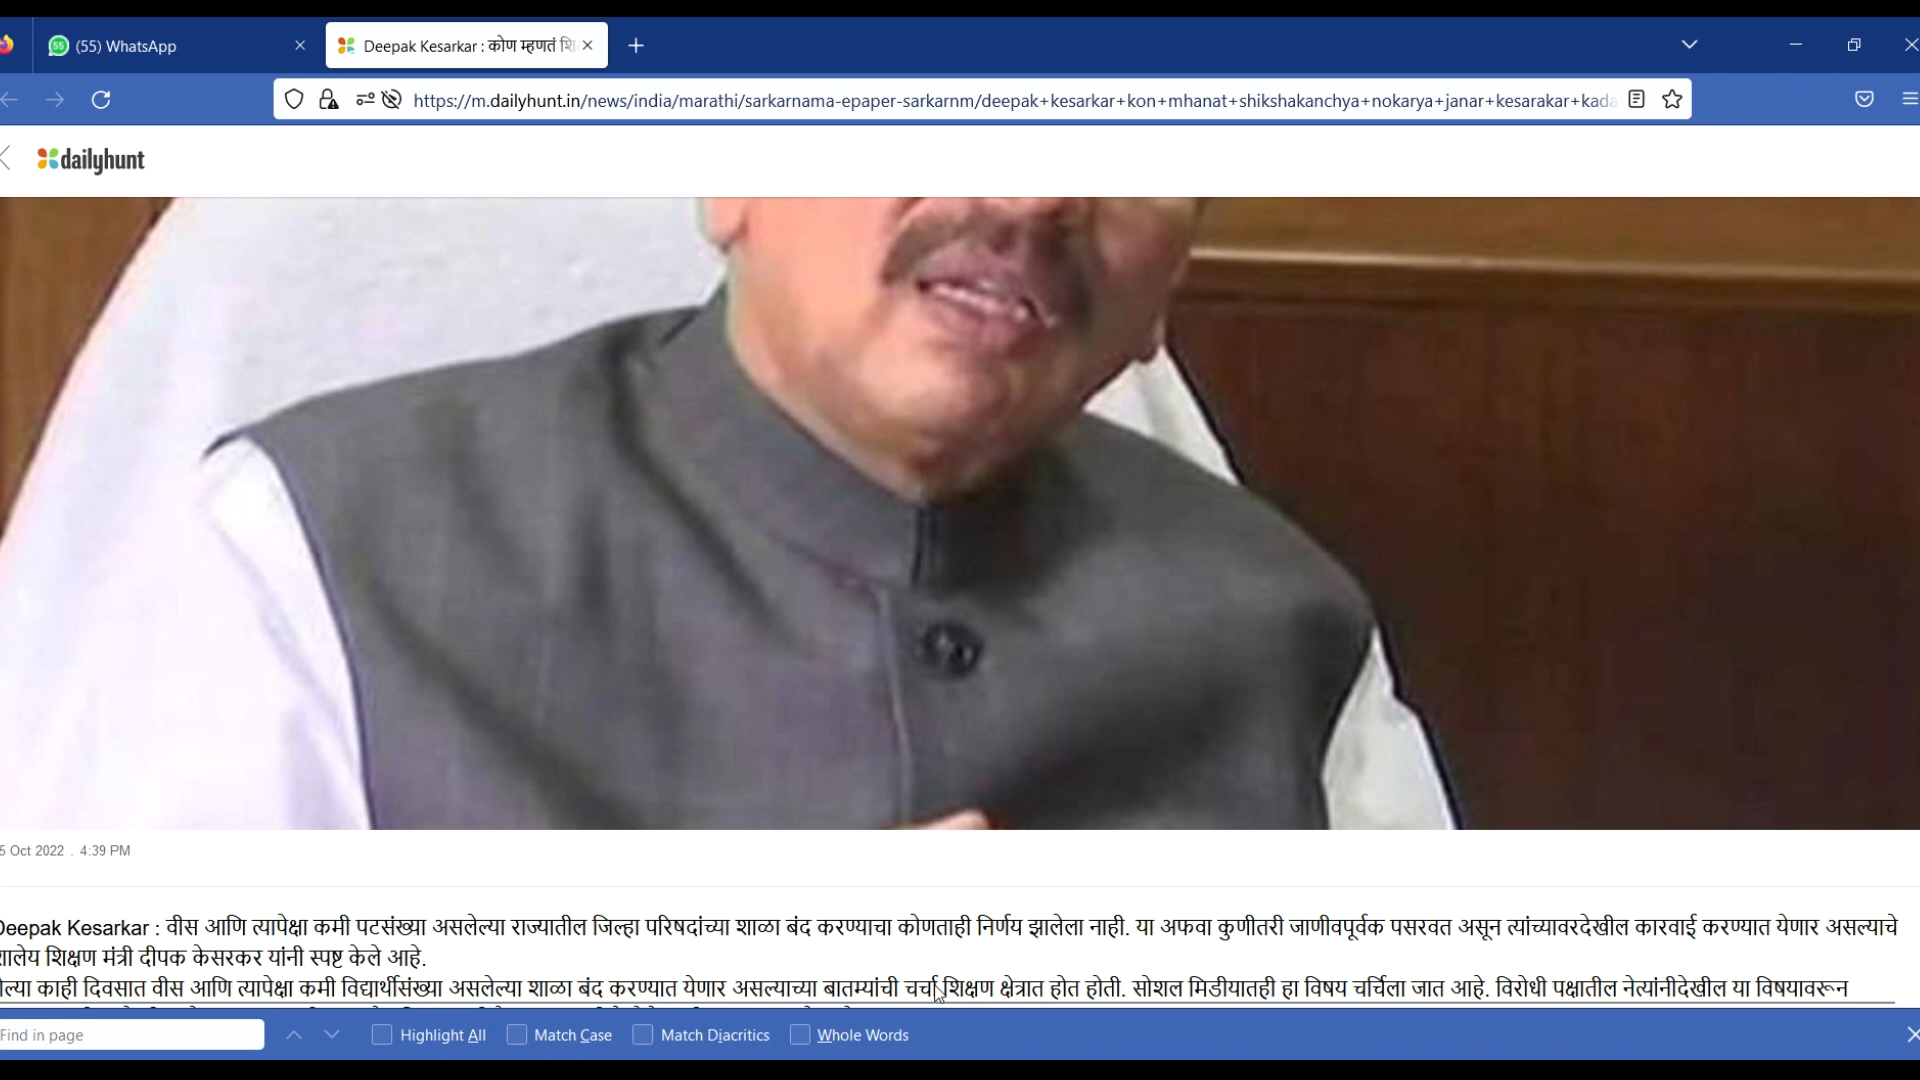 (55) WhatsApp
Deepak Kesarkar : कोण म्हणतं
https://m.dailyhunt.in/news/india/marathi/sarkarnama-epaper-sarkarnm/deepak+kesarkar+kon+mhanat+shikshakanchya+nokarya+janar+kesarakar+kada
dailyhunt
5 Oct 2022 . 4:39 PM
Deepak Kesarkar : वीस आणि त्यापेक्षा कमी पटसंख्या असलेल्या राज्यातील जिल्हा परिषदांच्या शाळा बंद करण्याचा कोणताही निर्णय झालेला नाही. या अफवा कुणीतरी जाणीवपूर्वक पसरवत असून त्यांच्यावरदेखील कारवाई करण्यात येणार असल्याचे
शालेय शिक्षण मंत्री दीपक केसरकर यांनी स्पष्ट केले आहे.
काही दिवसात वीस आणि त्यापेक्षा कमी विद्यार्थीसंख्या असलेल्या शाळा बंद करण्यात येणार असल्याच्या बातम्यांची चर्चा शिक्षण क्षेत्रात होत होती. सोशल मिडीयातही हा विषय चर्चिला जात आहे. विरोधी पक्षातील नेत्यांनीदेखील या विषयावरून
Find in page
Highlight All
Match Case
Match Diacritics
Whole Words